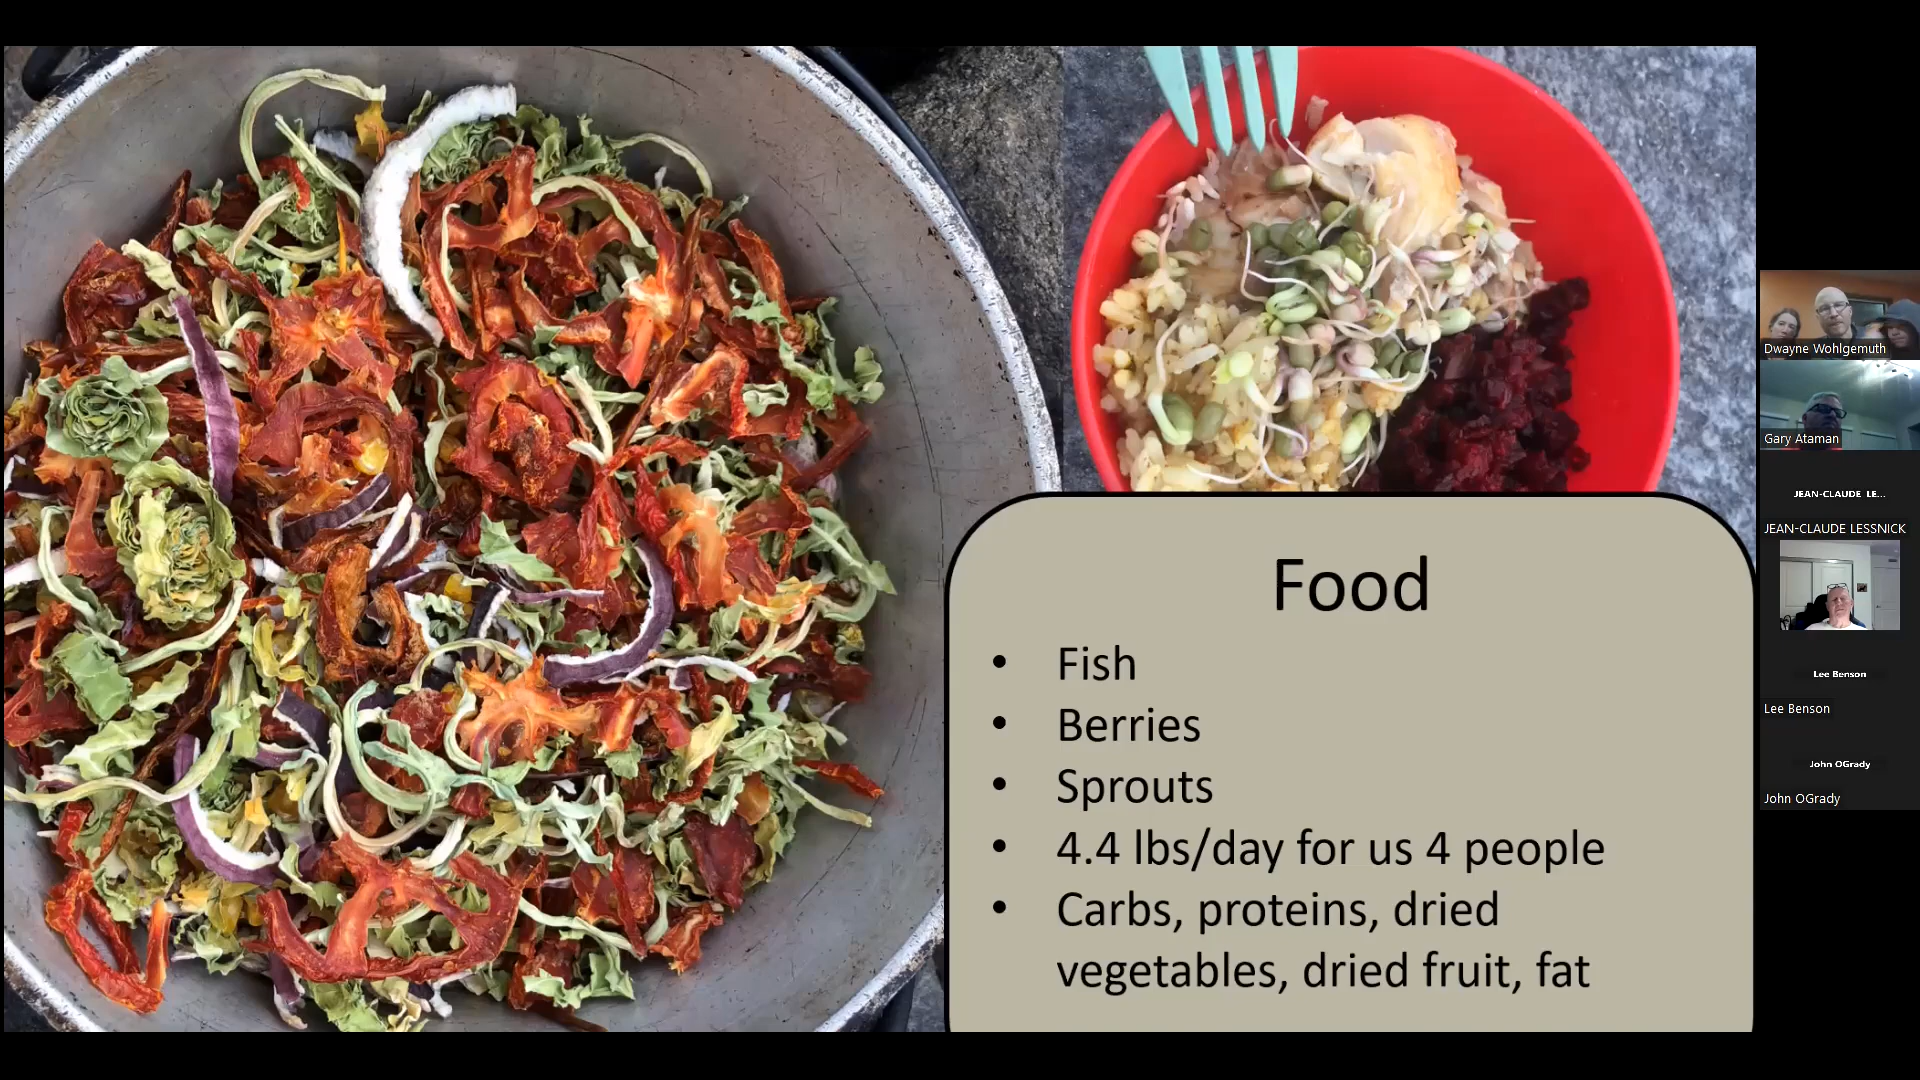 Food
• Fish
• Berries
• Sprouts
• 4.4 lbs/day for us 4 people
• Carbs, proteins, dried
vegetables, dried fruit, fat
Dwayne Wohlgemuth
Gary Ataman
JEAN-CLAUDE LE...
JEAN-CLAUDE LESSNICK
Lee Benson
Lee Benson
John OGrady
John OGrady